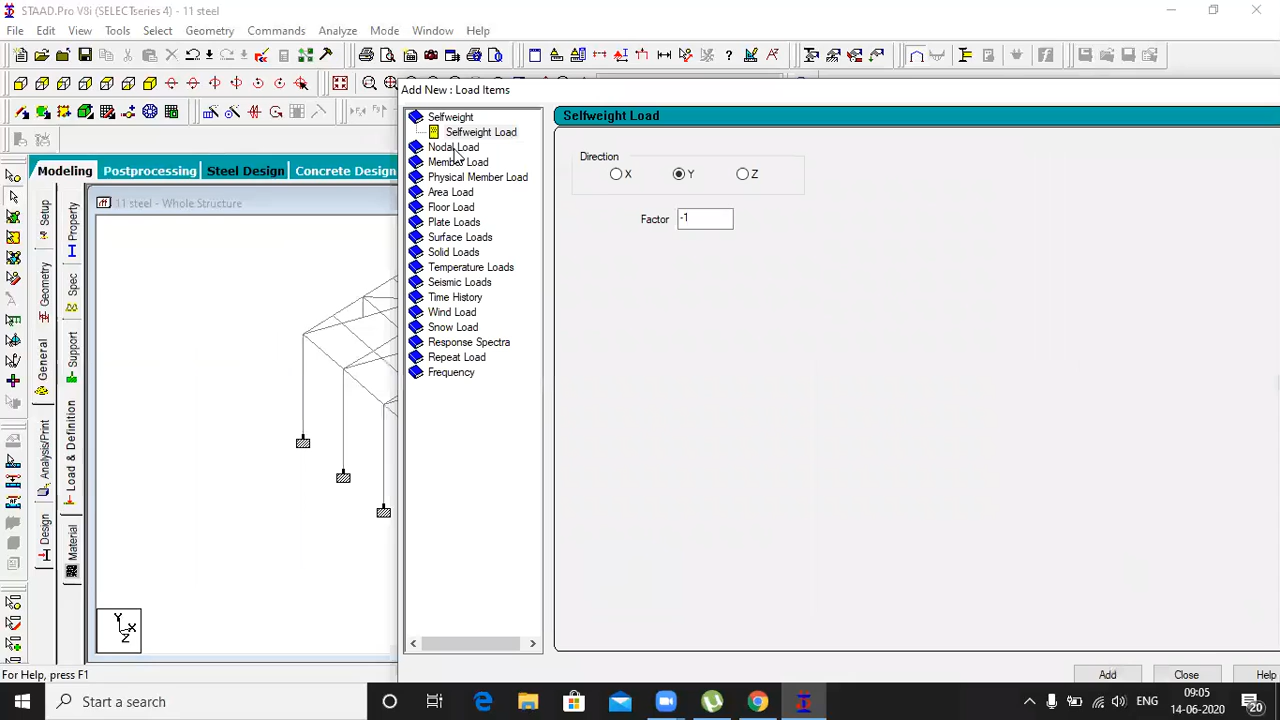 STAAD.Pro V8i (SELECTseries 4) - 11 steel
File Edit View Tools Select Geometry Commands Analyze Mode Window Help
Add New : Load Items
Selfweight
Selfweight Load
Nodal Load
Member Load
Physical Member Load
Area Load
Floor Load
Plate Loads
Surface Loads
Solid Loads
Temperature Loads
Seismic Loads
Time History
Wind Load
Snow Load
Response Spectra
Repeat Load
Frequency
Selfweight Load
Direction
X Y Z
Factor -1
Modeling Postprocessing Steel Design Concrete Design
11 steel - Whole Structure
Setup
Geometry
General
Analysis/Print
Design
Property
Spec
Support
Load & Definition
Material
Y
X
Z
Add Close Help
For Help, press F1
Start a search
ENG
09:05
14-06-2020
20